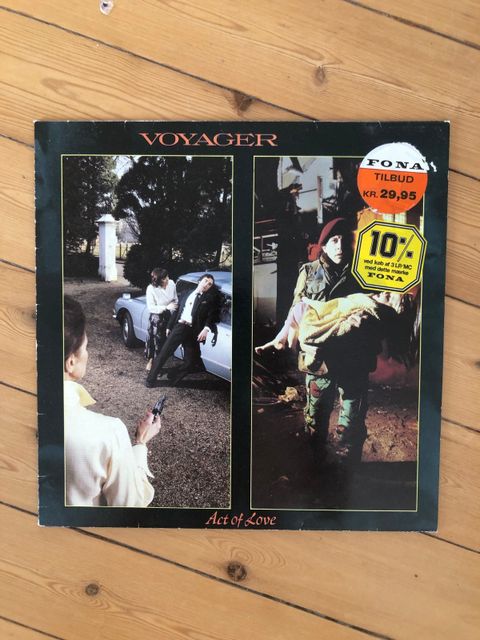 VOYAGER
FONA
TILBUD
KR. 29,95
10%
ved køb af 3 LP/MC
med dette mærke
FONA
Act of Love